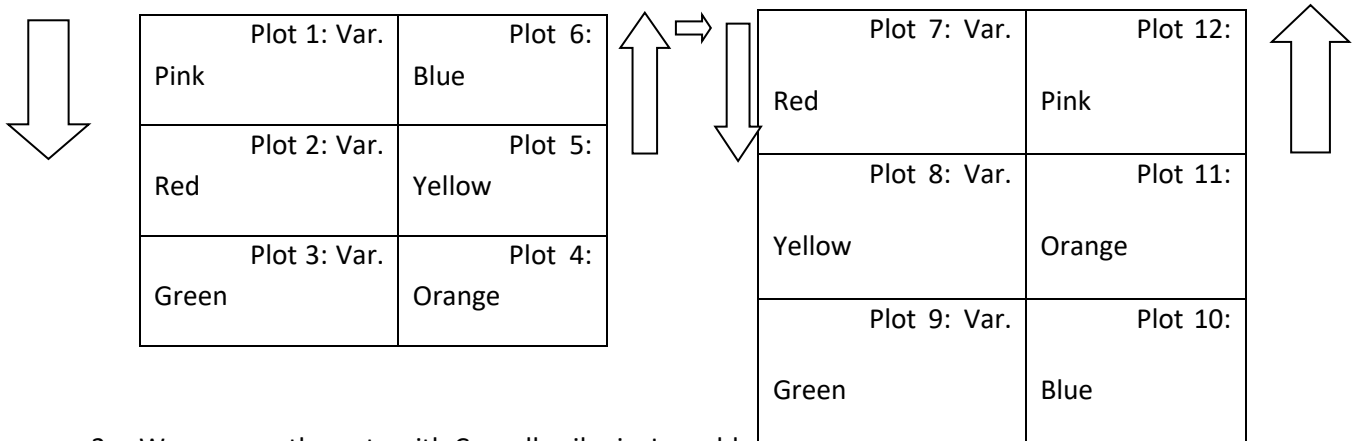 Plot 1: Var.
Pink
Plot 6:
Blue
Plot 2: Var.
Red
Plot 5:
Yellow
Plot 3: Var.
Green
Plot 4:
Orange
Plot 7: Var.
Red
Plot 12:
Pink
Plot 8: Var.
Yellow
Plot 11:
Orange
Plot 9: Var.
Green
Plot 10:
Blue